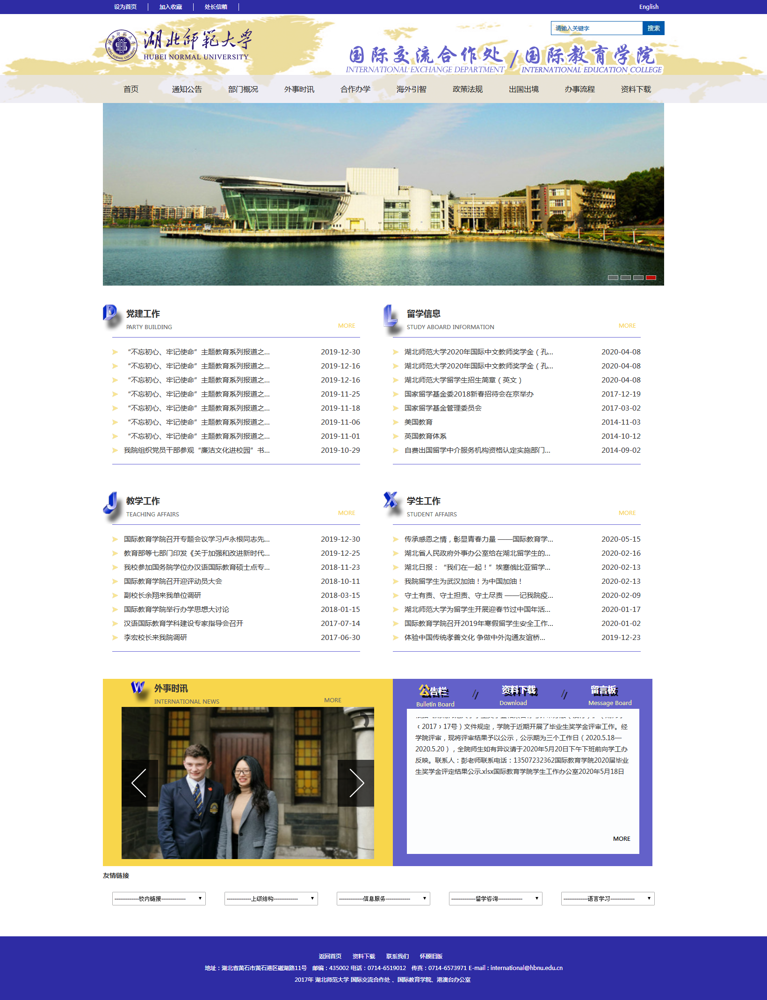 设为首页
加入收藏
处长信箱
English
湖北师范大学
HUBEI NORMAL UNIVERSITY
请输入关键字
搜索
国际交流合作处/国际教育学院
INTERNATIONAL EXCHANGE DEPARTMENT
INTERNATIONAL EDUCATION COLLEGE
首页
通知公告
部门概况
外事时讯
合作办学
海外引智
政策法规
出国出境
办事流程
资料下载
D
党建工作
PARTY BUILDING
MORE
“不忘初心、牢记使命”主题教育系列报道之...
2019-12-30
“不忘初心、牢记使命”主题教育系列报道之...
2019-12-16
“不忘初心、牢记使命”主题教育系列报道之...
2019-12-16
“不忘初心、牢记使命”主题教育系列报道之...
2019-11-25
“不忘初心、牢记使命”主题教育系列报道之...
2019-11-18
“不忘初心、牢记使命”主题教育系列报道之...
2019-11-06
“不忘初心、牢记使命”主题教育系列报道之...
2019-11-01
我院组织党员干部参观“廉洁文化进校园”书...
2019-10-29
L
留学信息
STUDY ABOARD INFORMATION
MORE
湖北师范大学2020年国际中文教师奖学金（孔...
2020-04-08
湖北师范大学2020年国际中文教师奖学金（孔...
2020-04-08
湖北师范大学留学生招生简章（英文）
2020-04-08
国家留学基金委2018新春招待会在京举办
2017-12-19
国家留学基金管理委员会
2017-03-02
美国教育
2014-11-03
英国教育体系
2014-10-12
自费出国留学中介服务机构资格认定实施部门...
2014-09-02
J
教学工作
TEACHING AFFAIRS
MORE
国际教育学院召开专题会议学习卢永根同志先...
2019-12-30
教育部等七部门印发《关于加强和改进新时代...
2019-12-25
我校参加国务院学位办汉语国际教育硕士点专...
2018-11-23
国际教育学院召开迎评动员大会
2018-10-11
副校长余翔来我单位调研
2018-03-15
国际教育学院举行办学思想大讨论
2018-01-15
汉语国际教育学科建设专家指导会召开
2017-07-14
李宏校长来我院调研
2017-06-30
X
学生工作
STUDENT AFFAIRS
MORE
传承感恩之情，彰显青春力量 ——国际教育学...
2020-05-15
湖北省人民政府外事办公室给在湖北留学生的...
2020-02-16
湖北日报：“我们在一起！”埃塞俄比亚留学...
2020-02-13
我院留学生为武汉加油！为中国加油！
2020-02-13
守土有责、守土担责、守土尽责 ——记我院疫...
2020-02-09
湖北师范大学为留学生开展迎春节过中国年活...
2020-01-17
国际教育学院召开2019年寒假留学生安全工作...
2020-01-02
体验中国传统孝善文化 争做中外沟通友谊桥...
2019-12-23
W
外事时讯
INTERNATIONAL NEWS
MORE
公告栏 // 资料下载 // 留言板
Bulletin Board
Download
Message Board
﹝2017﹞17号）文件规定，学院于近期开展了毕业生奖学金评审工作。经
学院评审，现将评审结果予以公示，公示期为三个工作日（2020.5.18—
2020.5.20），全院师生如有异议请于2020年5月20日下午下班前向学工办
反映。联系人：彭老师联系电话：13507232362国际教育学院2020届毕业
生奖学金评定结果公示.xlsx国际教育学院学生工作办公室2020年5月18日
MORE
友情链接
-------------校内链接-------------
-------------上级结构-------------
-------------信息服务-------------
-------------留学咨询-------------
-------------语言学习-------------
返回首页 资料下载 联系我们 怀顾旧版
地址：湖北省黄石市黄石港区磁湖路11号 邮编：435002 电话：0714-6519012 传真：0714-6573971 E-mail : international@hbnu.edu.cn
2017年 湖北师范大学 国际交流合作处 、国际教育学院、港澳台办公室